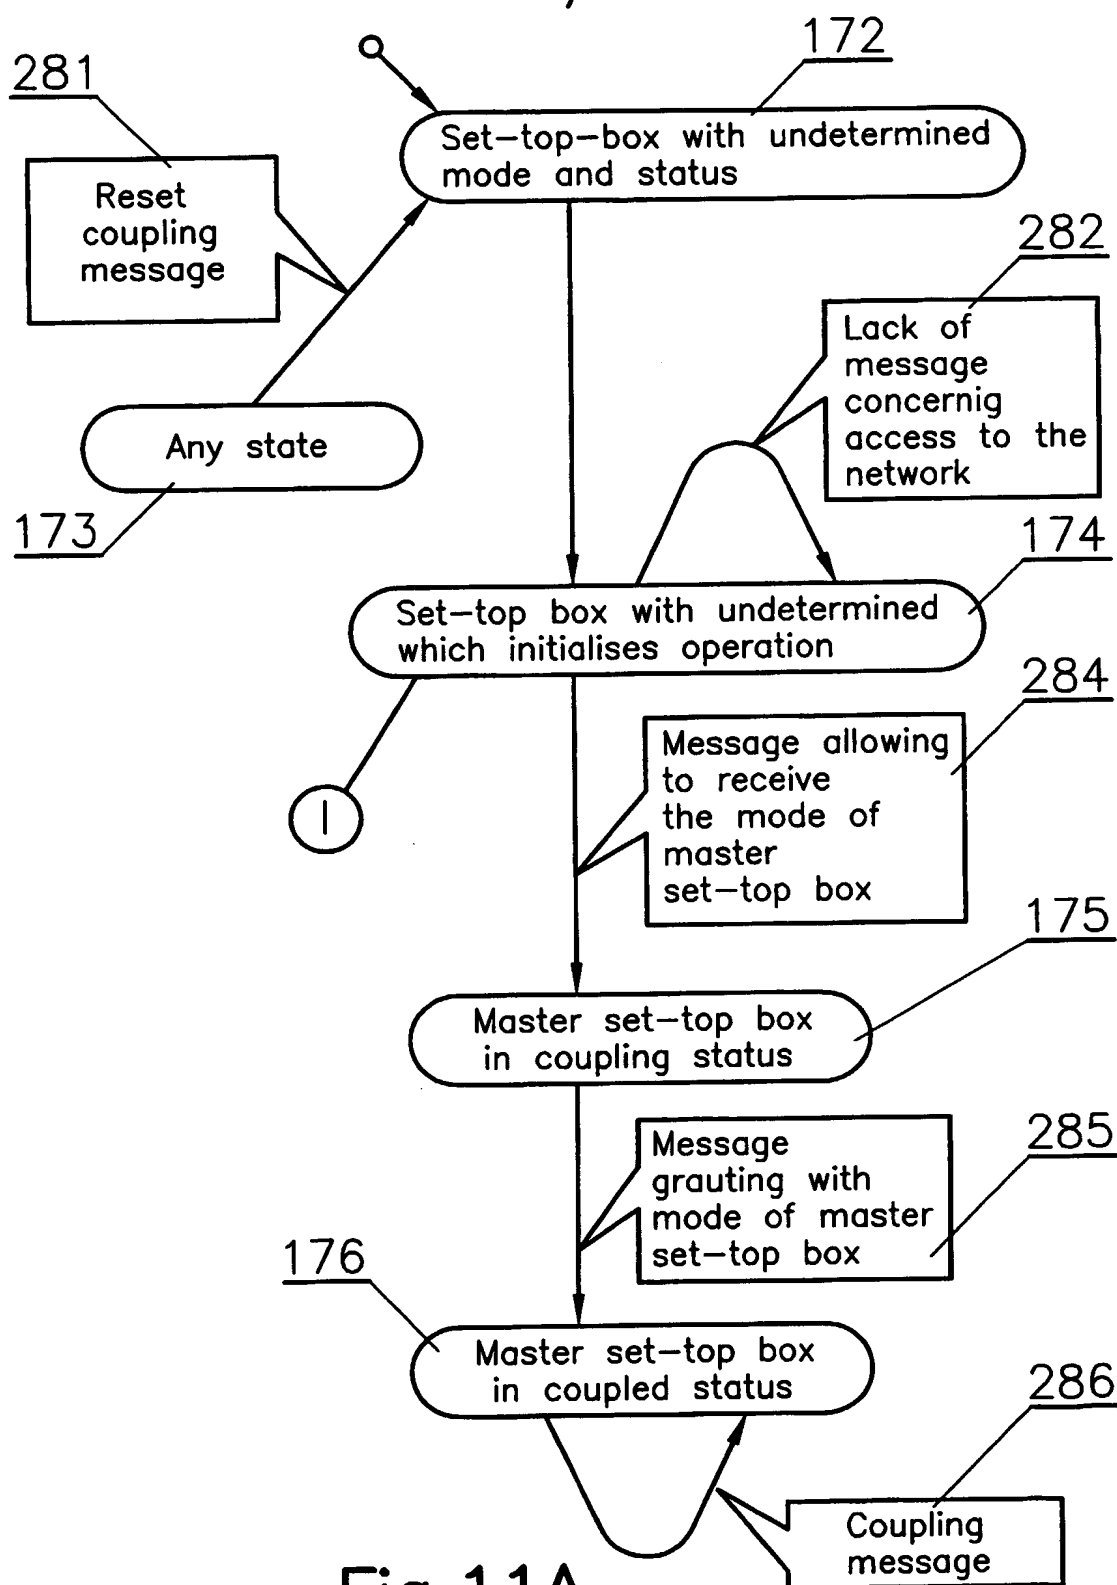 172
281
Set-top-box with undetermined
mode and status
Reset
coupling
message
282
Lack of
message
concernig
access to the
network
Any state
173
174
Set-top box with undetermined
which initialises operation
284
Message allowing
to receive
the mode of
master
set-top box
I
175
Master set-top box
in coupling status
285
Message
grauting with
mode of master
set-top box
176
Master set-top box
in coupled status
286
Coupling
message
Fig.11A